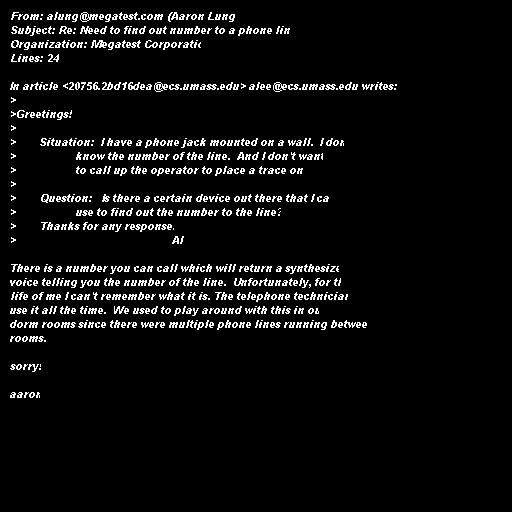 From: alung@megatest.com (Aaron Lung
Subject: Re: Need to find out number to a phone lin
Organization: Megatest Corporatic
Lines: 24

In article <20756.2bd16dea@ecs.umass.edu> alee@ecs.umass.edu writes:
>
>Greetings!
>
> Situation: I have a phone jack mounted on a wall. I don
> know the number of the line. And I don't want
> to call up the operator to place a trace on
>
> Question: Is there a certain device out there that I ca
> use to find out the number to the line?
> Thanks for any response.
> Al

There is a number you can call which will return a synthesize
voice telling you the number of the line. Unfortunately, for th
life of me I can't remember what it is. The telephone technician
use it all the time. We used to play around with this in ou
dorm rooms since there were multiple phone lines running betwee
rooms.

sorry!

aaron